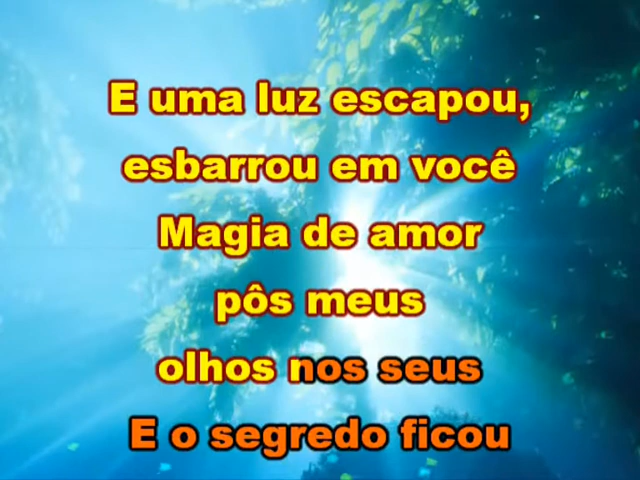 E uma luz escapou,
esbarrou em você
Magia de amor
pôs meus
olhos nos seus
E o segredo ficou